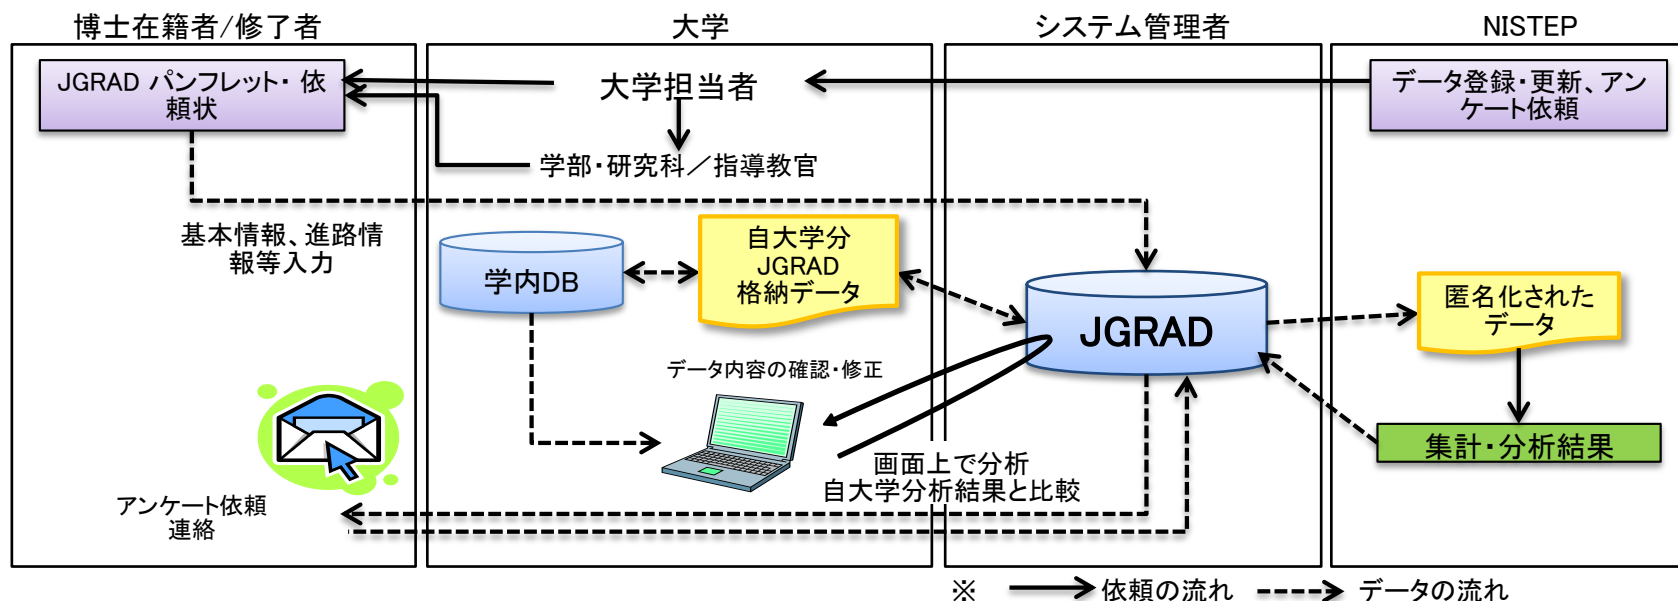 博士在籍者/修了者
大学
システム管理者
NISTEP
JGRAD パンフレット・ 依
頼状
大学担当者
データ登録・更新、アン
ケート依頼
学部・研究科／指導教官
基本情報、進路情
報等入力
学内DB
自大学分
JGRAD
格納データ
JGRAD
匿名化された
データ
データ内容の確認・修正
集計・分析結果
画面上で分析
自大学分析結果と比較
アンケート依頼
連絡
※ 依頼の流れ データの流れ